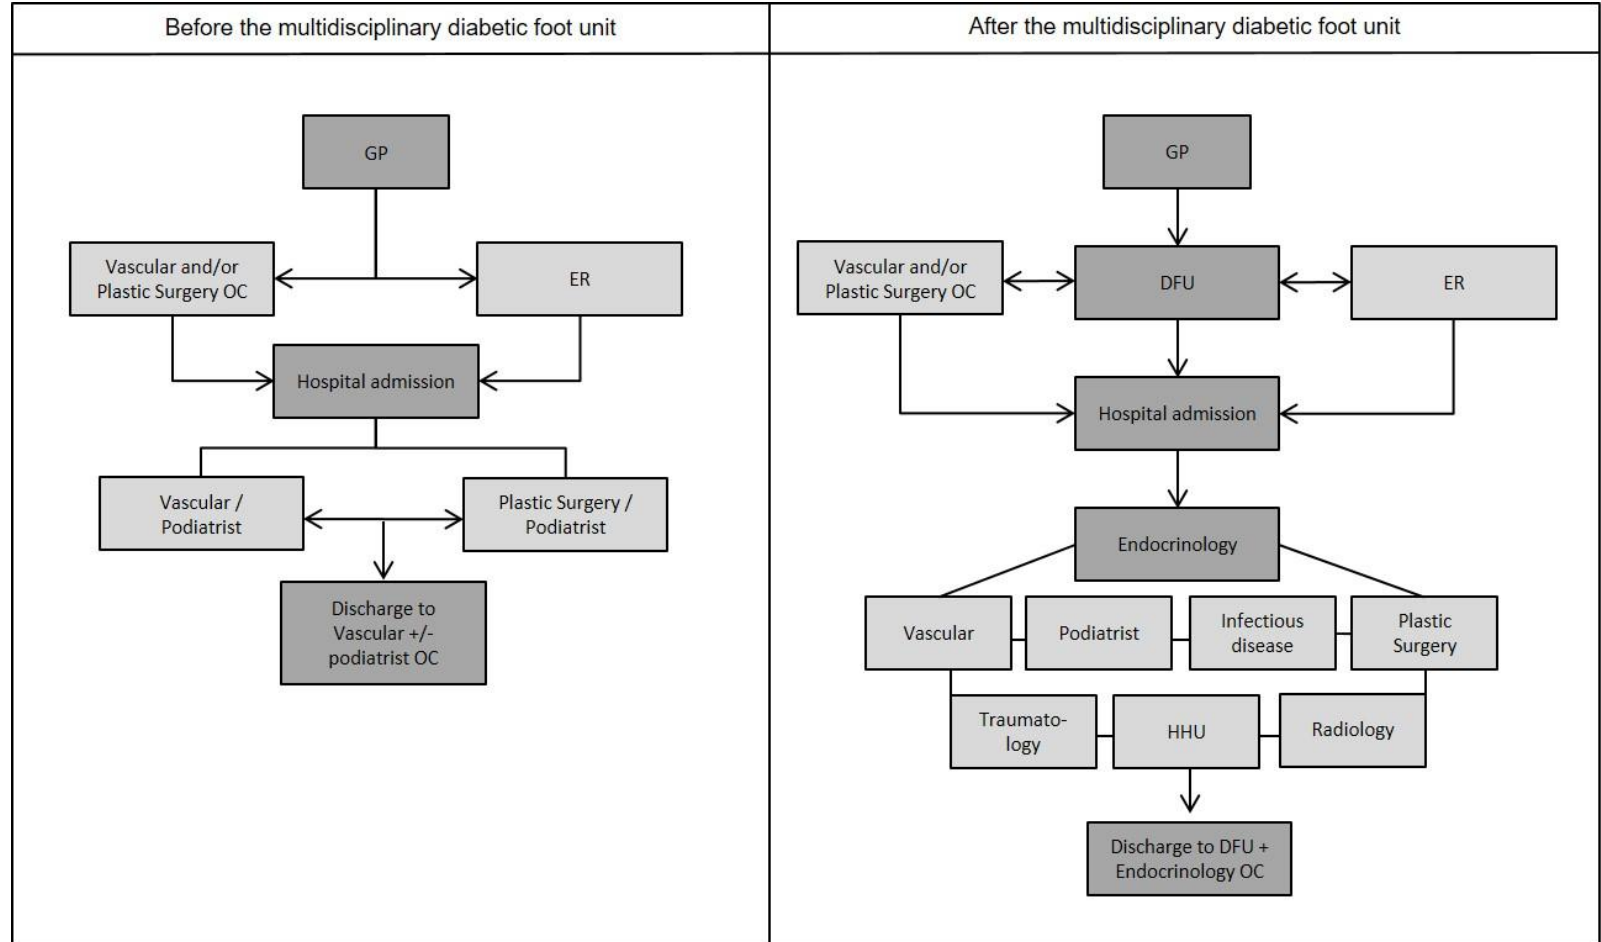 Before the multidisciplinary diabetic foot unit
GP
Vascular and/or
Plastic Surgery OC
ER
Hospital admission
Vascular /
Podiatrist
Plastic Surgery /
Podiatrist
Discharge to
Vascular +/-
podiatrist OC
After the multidisciplinary diabetic foot unit
GP
Vascular and/or
Plastic Surgery OC
DFU
ER
Hospital admission
Endocrinology
Vascular
Podiatrist
Infectious
disease
Plastic
Surgery
Traumato-
logy
HHU
Radiology
Discharge to DFU +
Endocrinology OC